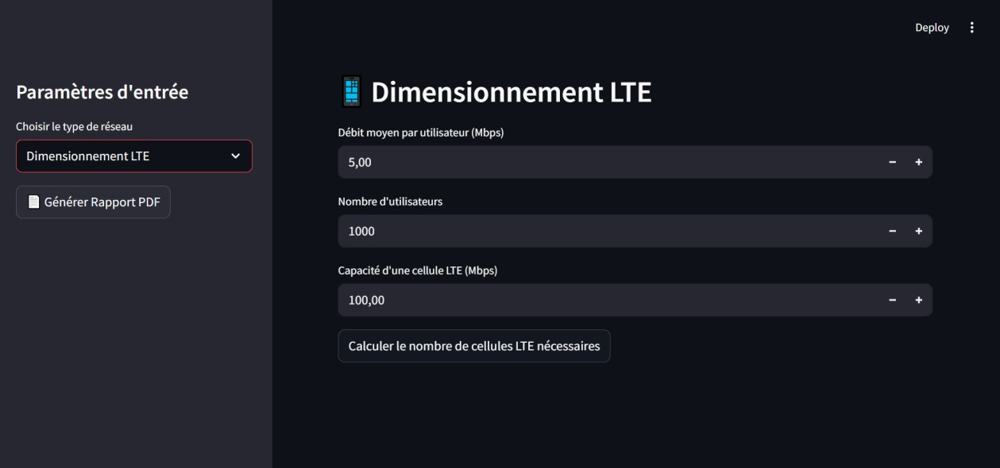 Deploy
Paramètres d'entrée
Choisir le type de réseau
Dimensionnement LTE
Générer Rapport PDF
Dimensionnement LTE
Débit moyen par utilisateur (Mbps)
5,00
Nombre d'utilisateurs
1000
Capacité d'une cellule LTE (Mbps)
100,00
Calculer le nombre de cellules LTE nécessaires